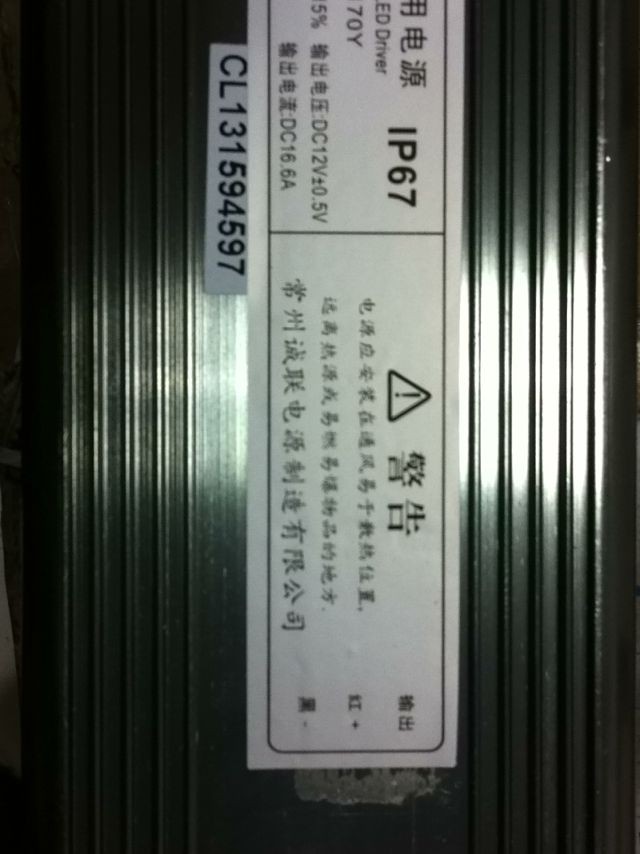 用电源 IP67
ED Driver
170Y
15% 输出电压:DC12V±0.5V
输出电流:DC16.6A
CL131594597
警告
电源应安装在通风易于散热位置,
远离热源或易燃易爆物品的地方.
常州诚联电源制造有限公司
输出
红 +
黑 -